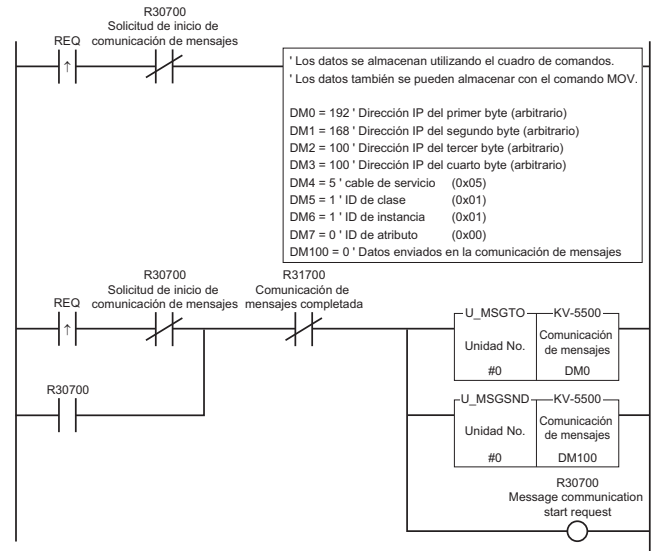 R30700
Solicitud de inicio de
comunicación de mensajes
REQ
↑
' Los datos se almacenan utilizando el cuadro de comandos.
' Los datos también se pueden almacenar con el comando MOV.
DM0 = 192 ' Dirección IP del primer byte (arbitrario)
DM1 = 168 ' Dirección IP del segundo byte (arbitrario)
DM2 = 100 ' Dirección IP del tercer byte (arbitrario)
DM3 = 100 ' Dirección IP del cuarto byte (arbitrario)
DM4 = 5 ' cable de servicio (0x05)
DM5 = 1 ' ID de clase (0x01)
DM6 = 1 ' ID de instancia (0x01)
DM7 = 0 ' ID de atributo (0x00)
DM100 = 0 ' Datos enviados en la comunicación de mensajes
R30700
Solicitud de inicio de
comunicación de mensajes
REQ
↑
R31700
Comunicación de
mensajes completada
R30700
U_MSGTO KV-5500
Unidad No.
#0
Comunicación
de mensajes
DM0
U_MSGSND KV-5500
Unidad No.
#0
Comunicación
de mensajes
DM100
R30700
Message communication
start request